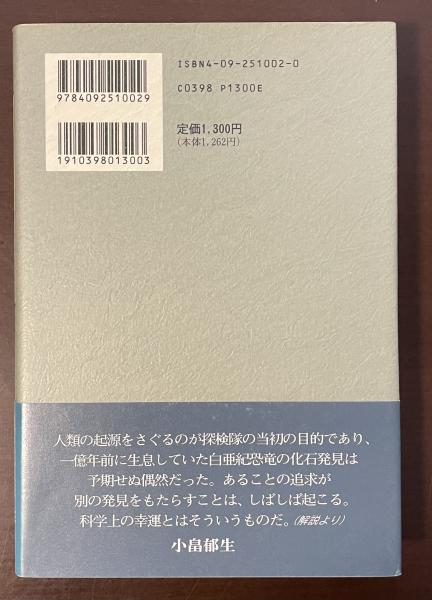 ISBN4-09-251002-0
C0398 P1300E
9784092510029
定価1,300円
(本体1,262円)
1910398013003
人類の起源をさぐるのが探検隊の当初の目的であり、
一億年前に生息していた白亜紀恐竜の化石発見は
予期せぬ偶然だった。あることの追求が
別の発見をもたらすことは、しばしば起こる。
科学上の幸運とはそういうものだ。(解説より)
小畠郁生